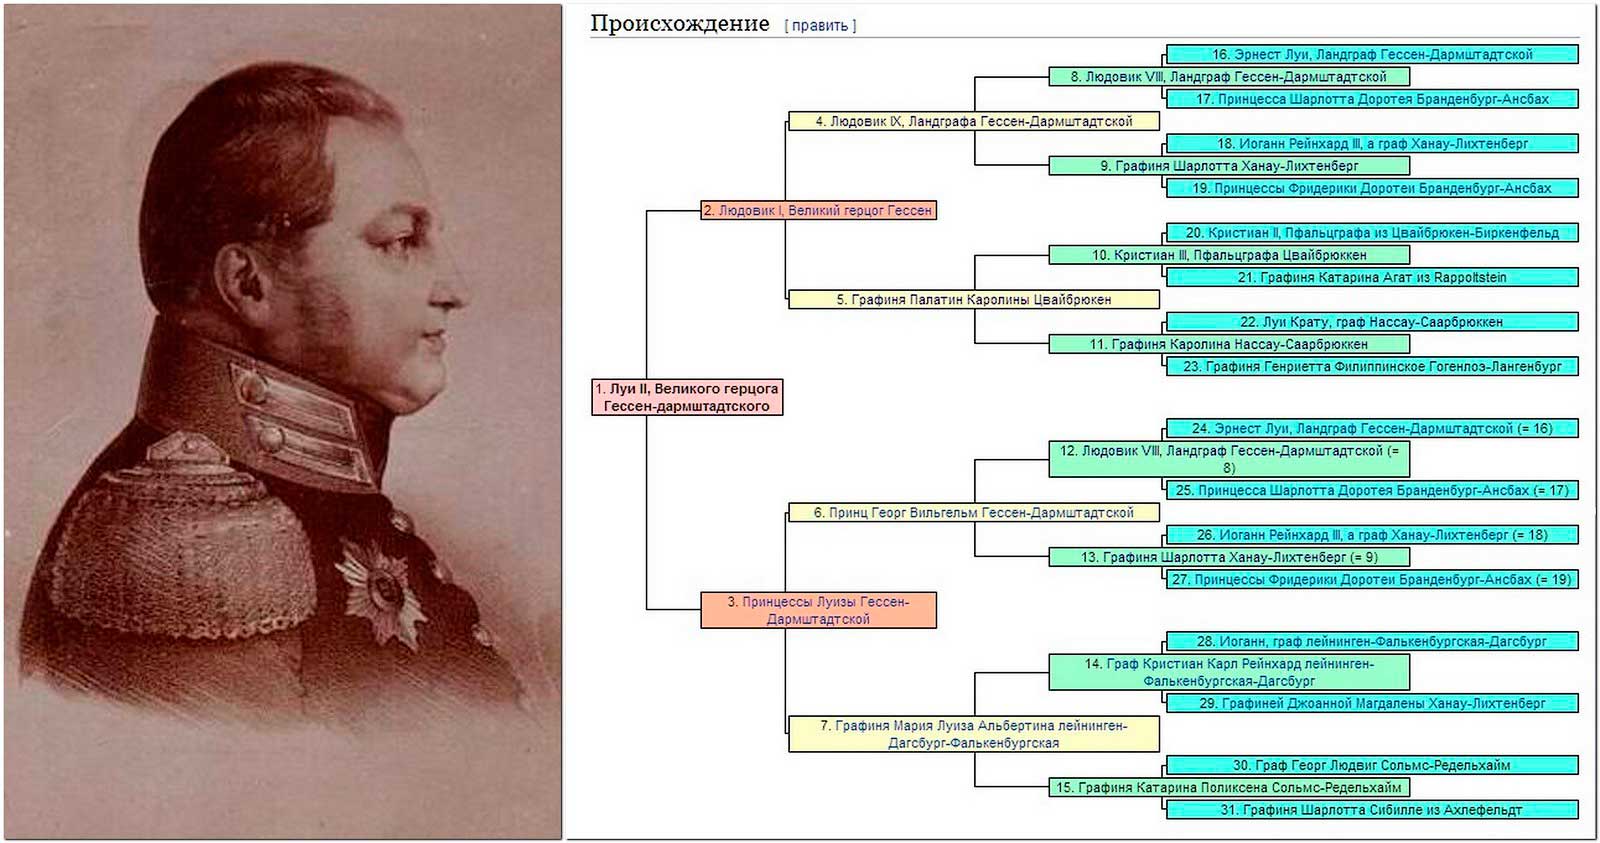 Происхождение [ править ]
16. Эрнест Луи, Ландграф Гессен-Дармштадтской
8. Людовик VIII, Ландграф Гессен-Дармштадтской
17. Принцесса Шарлотта Доротея Бранденбург-Ансбах
4. Людовик IX, Ландграфа Гессен-Дармштадтской
18. Иоганн Рейнхард III, а граф Ханау-Лихтенберг
9. Графиня Шарлотта Ханау-Лихтенберг
19. Принцессы Фридерики Доротеи Бранденбург-Ансбах
2. Людовик I, Великий герцог Гессен
20. Кристиан II, Пфальцграфа из Цвайбрюкен-Биркенфельд
10. Кристиан III, Пфальцграфа Цвайбрюккен
21. Графиня Катарина Агат из Rappoltstein
5. Графиня Палатин Каролины Цвайбрюкен
22. Луи Крату, граф Нассау-Саарбрюккен
11. Графиня Каролина Нассау-Саарбрюккен
23. Графиня Генриетта Филиппинское Гогенлоэ-Лангенбург
1. Луи II, Великого герцога
Гессен-дармштадтского
24. Эрнест Луи, Ландграф Гессен-Дармштадтской (= 16)
12. Людовик VIII, Ландграф Гессен-Дармштадтской (=
8)
25. Принцесса Шарлотта Доротея Бранденбург-Ансбах (= 17)
6. Принц Георг Вильгельм Гессен-Дармштадтской
26. Иоганн Рейнхард III, а граф Ханау-Лихтенберг (= 18)
13. Графиня Шарлотта Ханау-Лихтенберг (= 9)
27. Принцессы Фридерики Доротеи Бранденбург-Ансбах (= 19)
3. Принцессы Луизы Гессен-
Дармштадтской
28. Иоганн, граф лейнинген-Фалькенбургская-Дагсбург
14. Граф Кристиан Карл Рейнхард лейнинген-
Фалькенбургская-Дагсбург
29. Графиней Джоанной Магдалены Ханау-Лихтенберг
7. Графиня Мария Луиза Альбертина лейнинген-
Дагсбург-Фалькенбургская
30. Граф Георг Людвиг Сольмс-Редельхайм
15. Графиня Катарина Поликсена Сольмс-Редельхайм
31. Графиня Шарлотта Сибилле из Ахлефельдт